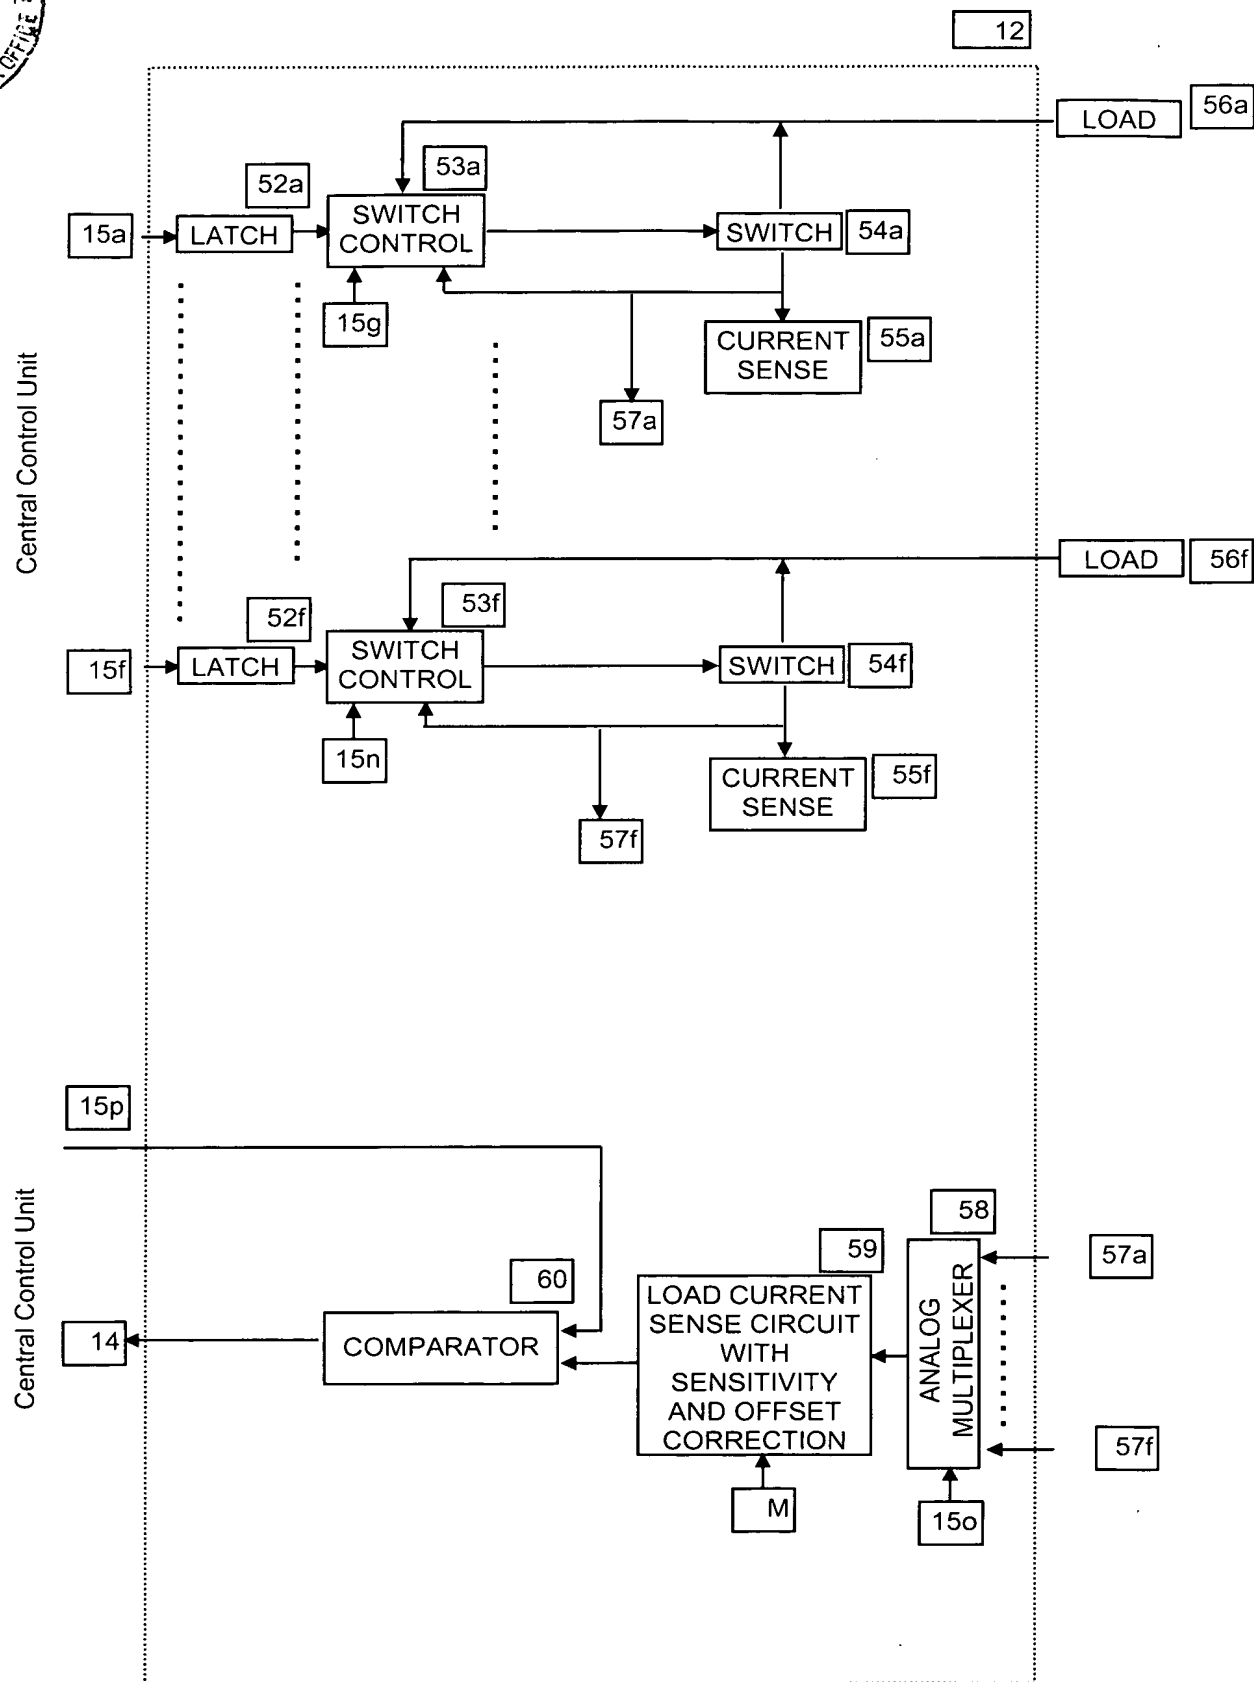 OFFICE
12
LOAD
56a
53a
52a
SWITCH
CONTROL
15a
LATCH
SWITCH
54a
15g
CURRENT
SENSE
55a
57a
Central Control Unit
LOAD
56f
53f
52f
SWITCH
CONTROL
15f
LATCH
SWITCH
54f
15n
CURRENT
SENSE
55f
57f
15p
58
59
57a
60
LOAD CURRENT
SENSE CIRCUIT
WITH
SENSITIVITY
AND OFFSET
CORRECTION
ANALOG
MULTIPLEXER
COMPARATOR
14
Central Control Unit
57f
M
15o